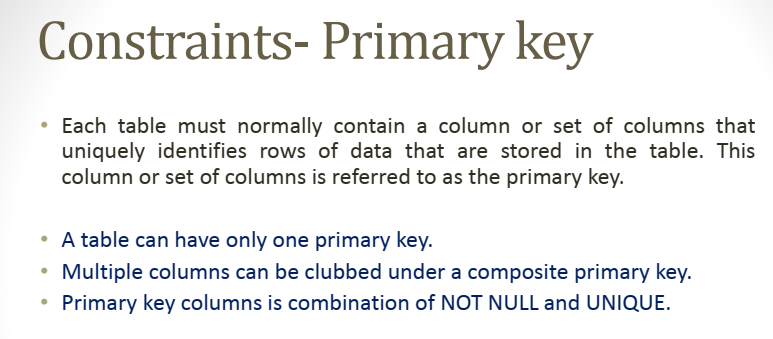 Constraints- Primary key
• Each table must normally contain a column or set of columns that
uniquely identifies rows of data that are stored in the table. This
column or set of columns is referred to as the primary key.
• A table can have only one primary key.
• Multiple columns can be clubbed under a composite primary key.
• Primary key columns is combination of NOT NULL and UNIQUE.